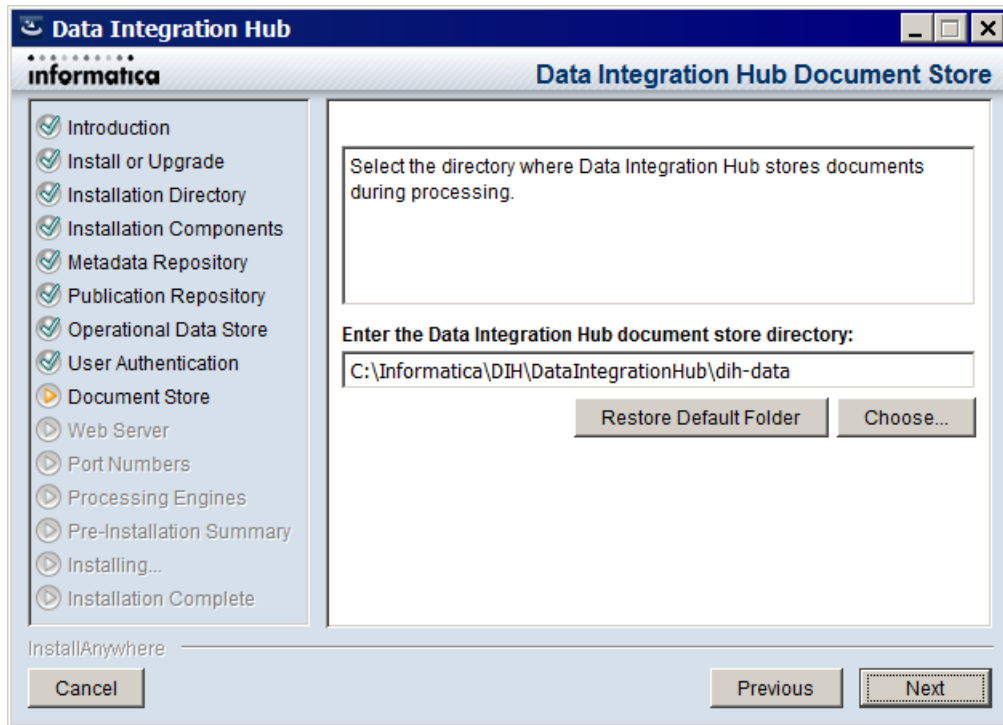 Data Integration Hub
informatica
Data Integration Hub Document Store
Introduction
Install or Upgrade
Installation Directory
Installation Components
Metadata Repository
Publication Repository
Operational Data Store
User Authentication
Document Store
Web Server
Port Numbers
Processing Engines
Pre-Installation Summary
Installing...
Installation Complete
Select the directory where Data Integration Hub stores documents
during processing.
Enter the Data Integration Hub document store directory:
C:\Informatica\DIH\DataIntegrationHub\dih-data
Restore Default Folder
Choose...
InstallAnywhere
Cancel
Previous
Next